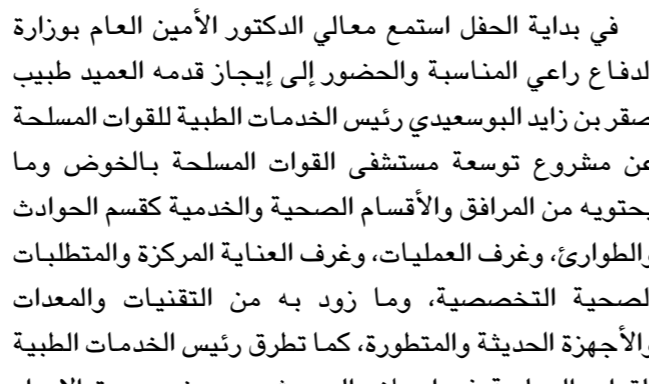 في بداية الحفل استمع معالي الدكتور الأمين العام بوزارة
الدفاع راعي المناسبة والحضور إلى إيجاز قدمه العميد طبيب
صقر بن زايد البوسعيدي رئيس الخدمات الطبية للقوات المسلحة
عن مشروع توسعة مستشفى القوات المسلحة بالخوض وما
يحتويه من المرافق والأقسام الصحية والخدمية كقسم الحوادث
والطوارئ، وغرف العمليات، وغرف العناية المركزة والمتطلبات
الصحية التخصصية، وما زود به من التقنيات والمعدات
والأجهزة الحديثة والمتطورة، كما تطرق رئيس الخدمات الطبية